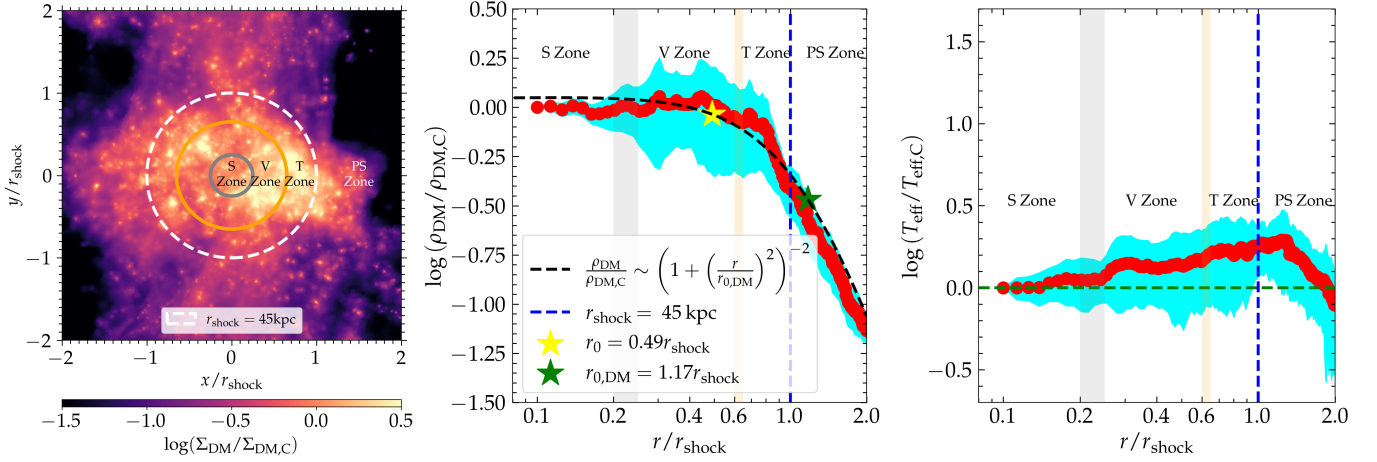 2
1
0
−1
−2
y/r_shock
S Zone
V Zone
T Zone
PS Zone
r_shock = 45kpc
−2 −1 0 1 2
x/r_shock
−1.5 −1.0 −0.5 0.0 0.5
log(Σ_DM/Σ_DM,C)
0.50
0.25
0.00
−0.25
−0.50
−0.75
−1.00
−1.25
−1.50
log (ρ_DM/ρ_DM,C)
S Zone V Zone T Zone PS Zone
ρ_DM/ρ_DM,C ∼ (1 + (r/r_0,DM)^2)^−2
r_shock = 45 kpc
r_0 = 0.49r_shock
r_0,DM = 1.17r_shock
0.1 0.2 0.4 0.6 1.0 2.0
r/r_shock
1.5
1.0
0.5
0.0
−0.5
log (T_eff/T_eff,C)
S Zone V Zone T Zone PS Zone
0.1 0.2 0.4 0.6 1.0 2.0
r/r_shock